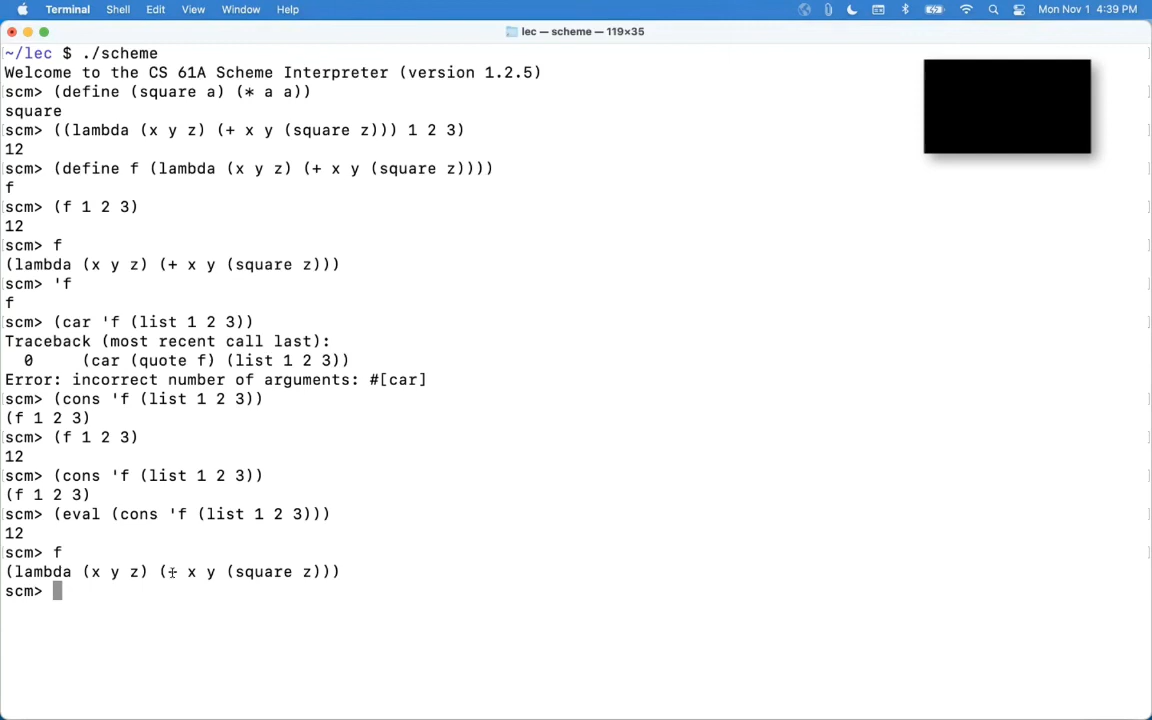 Terminal Shell Edit View Window Help Mon Nov 1 4:39 PM
lec — scheme — 119×35
~/lec $ ./scheme
Welcome to the CS 61A Scheme Interpreter (version 1.2.5)
scm> (define (square a) (* a a))
square
scm> ((lambda (x y z) (+ x y (square z))) 1 2 3)
12
scm> (define f (lambda (x y z) (+ x y (square z))))
f
scm> (f 1 2 3)
12
scm> f
(lambda (x y z) (+ x y (square z)))
scm> 'f
f
scm> (car 'f (list 1 2 3))
Traceback (most recent call last):
  0     (car (quote f) (list 1 2 3))
Error: incorrect number of arguments: #[car]
scm> (cons 'f (list 1 2 3))
(f 1 2 3)
scm> (f 1 2 3)
12
scm> (cons 'f (list 1 2 3))
(f 1 2 3)
scm> (eval (cons 'f (list 1 2 3)))
12
scm> f
(lambda (x y z) (+ x y (square z)))
scm>